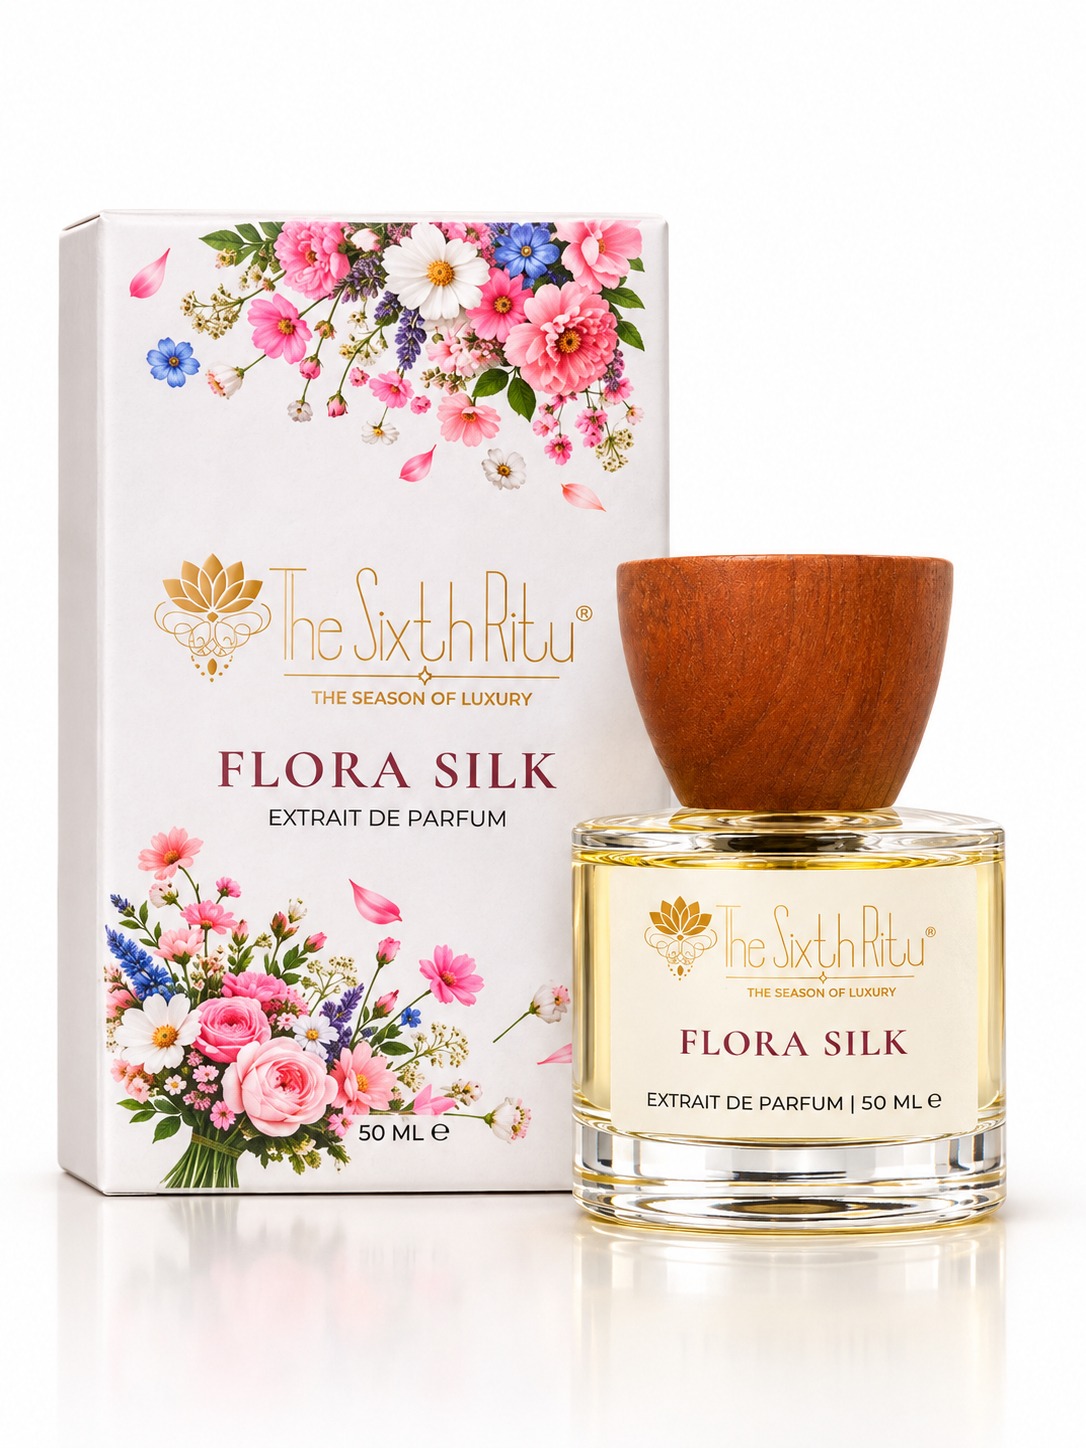 The Sixth Ritu®
THE SEASON OF LUXURY
FLORA SILK
EXTRAIT DE PARFUM
50 ML ℮
The Sixth Ritu®
THE SEASON OF LUXURY
FLORA SILK
EXTRAIT DE PARFUM | 50 ML ℮